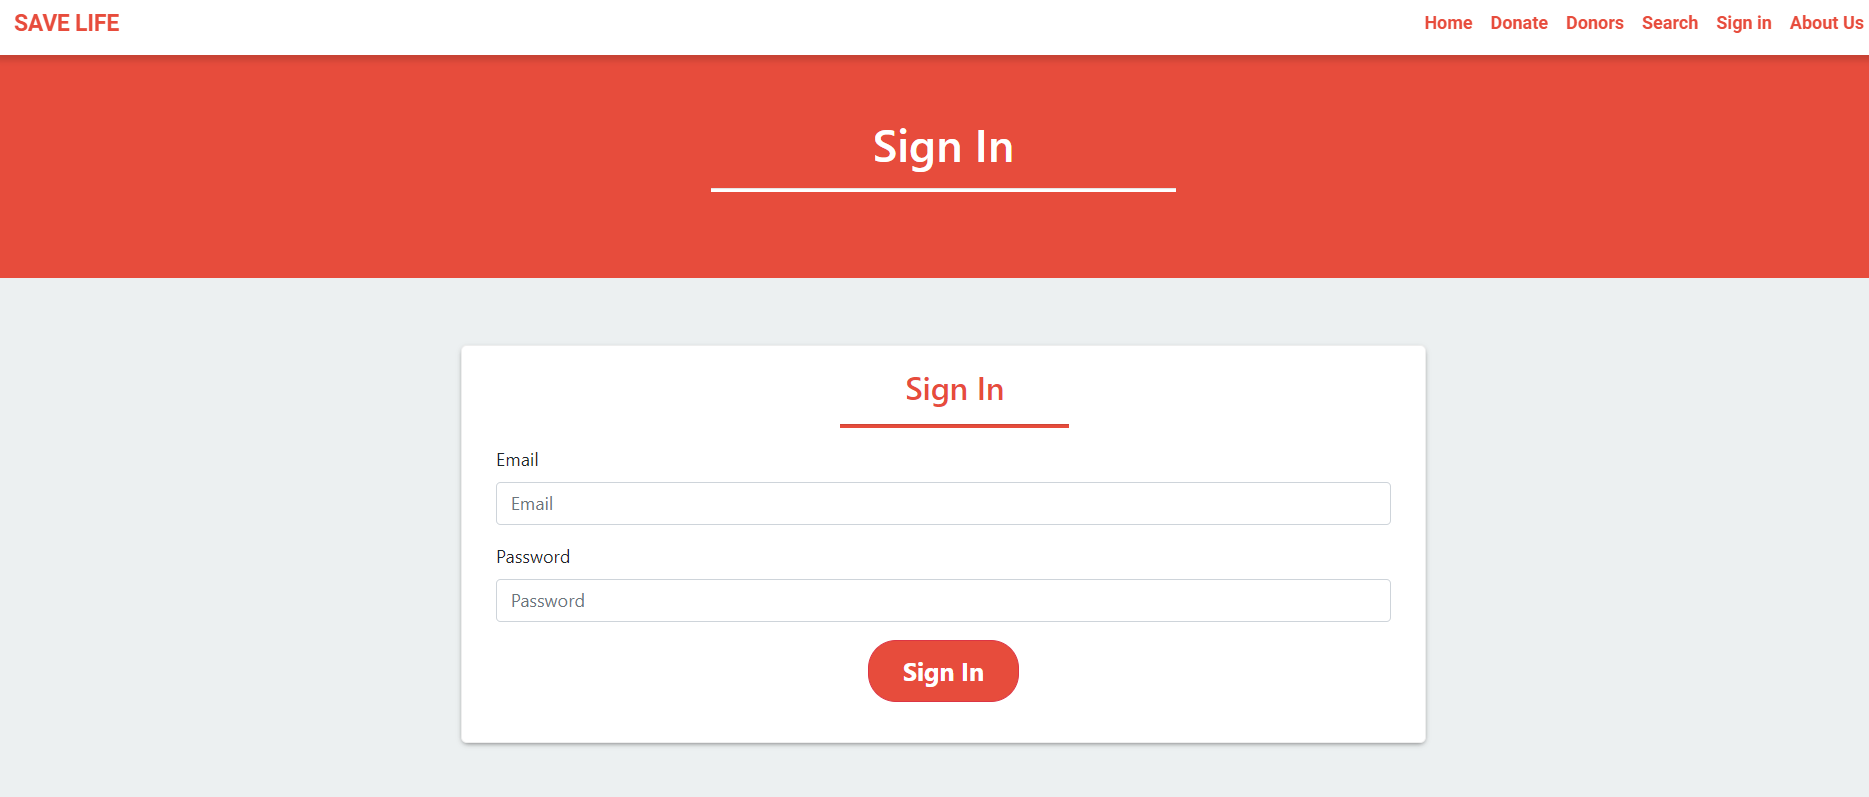 SAVE LIFE
Home Donate Donors Search Sign in About Us
Sign In
Sign In
Email
Email
Password
Password
Sign In